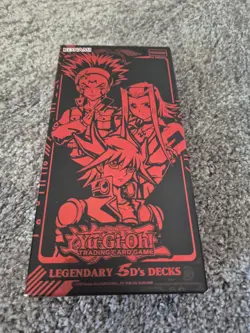 KONAMI
Yu-Gi-Oh!
TRADING CARD GAME
LEGENDARY 5D's DECKS